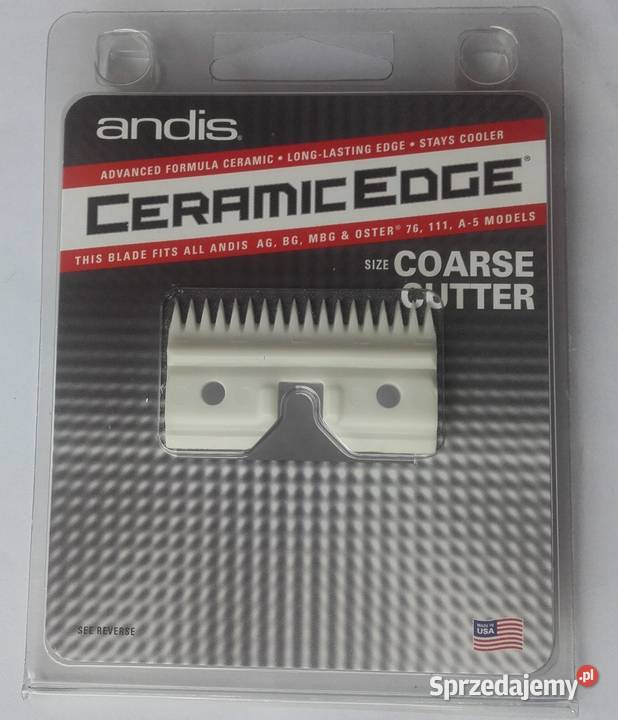 andis®
ADVANCED FORMULA CERAMIC • LONG-LASTING EDGE • STAYS COOLER
CERAMICEDGE®
THIS BLADE FITS ALL ANDIS AG, BG, MBG & OSTER® 76, 111, A-5 MODELS
SIZE COARSE
CUTTER
SEE REVERSE
MADE IN
USA
Sprzedajemy.pl